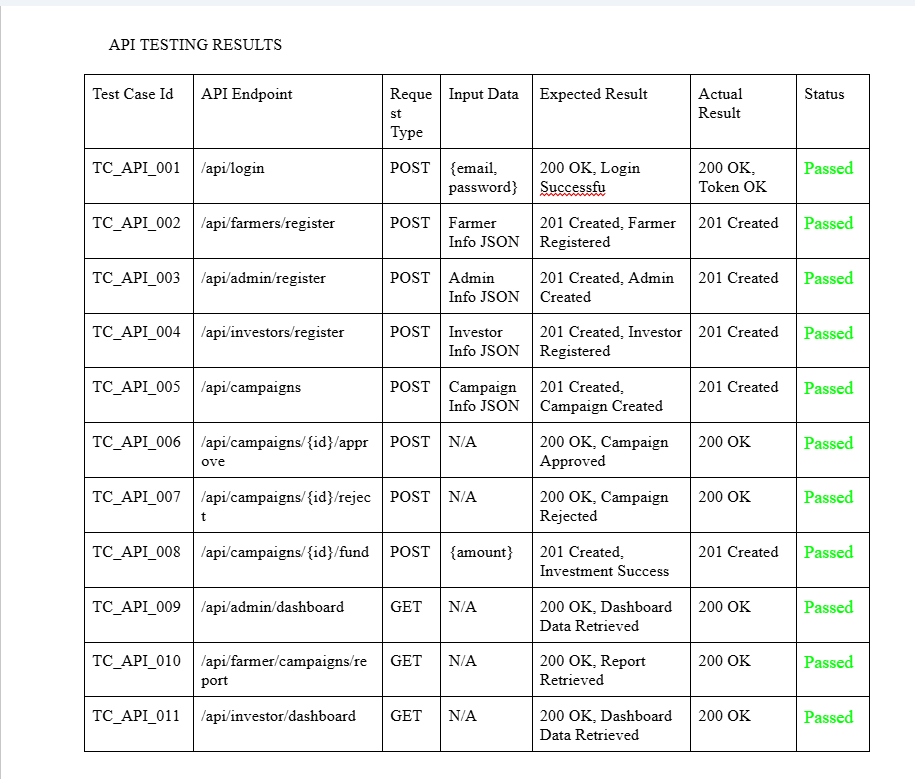 API TESTING RESULTS
Test Case Id API Endpoint Reque Input Data Expected Result Actual Status
st Result
Type
TC_API_001 /api/login POST {email, 200 OK, Login 200 OK, Passed
password} Successfu Token OK
TC_API_002 /api/farmers/register POST Farmer 201 Created, Farmer 201 Created Passed
Info JSON Registered
TC_API_003 /api/admin/register POST Admin 201 Created, Admin 201 Created Passed
Info JSON Created
TC_API_004 /api/investors/register POST Investor 201 Created, Investor 201 Created Passed
Info JSON Registered
TC_API_005 /api/campaigns POST Campaign 201 Created, 201 Created Passed
Info JSON Campaign Created
TC_API_006 /api/campaigns/{id}/appr POST N/A 200 OK, Campaign 200 OK Passed
ove Approved
TC_API_007 /api/campaigns/{id}/rejec POST N/A 200 OK, Campaign 200 OK Passed
t Rejected
TC_API_008 /api/campaigns/{id}/fund POST {amount} 201 Created, 201 Created Passed
Investment Success
TC_API_009 /api/admin/dashboard GET N/A 200 OK, Dashboard 200 OK Passed
Data Retrieved
TC_API_010 /api/farmer/campaigns/re GET N/A 200 OK, Report 200 OK Passed
port Retrieved
TC_API_011 /api/investor/dashboard GET N/A 200 OK, Dashboard 200 OK Passed
Data Retrieved